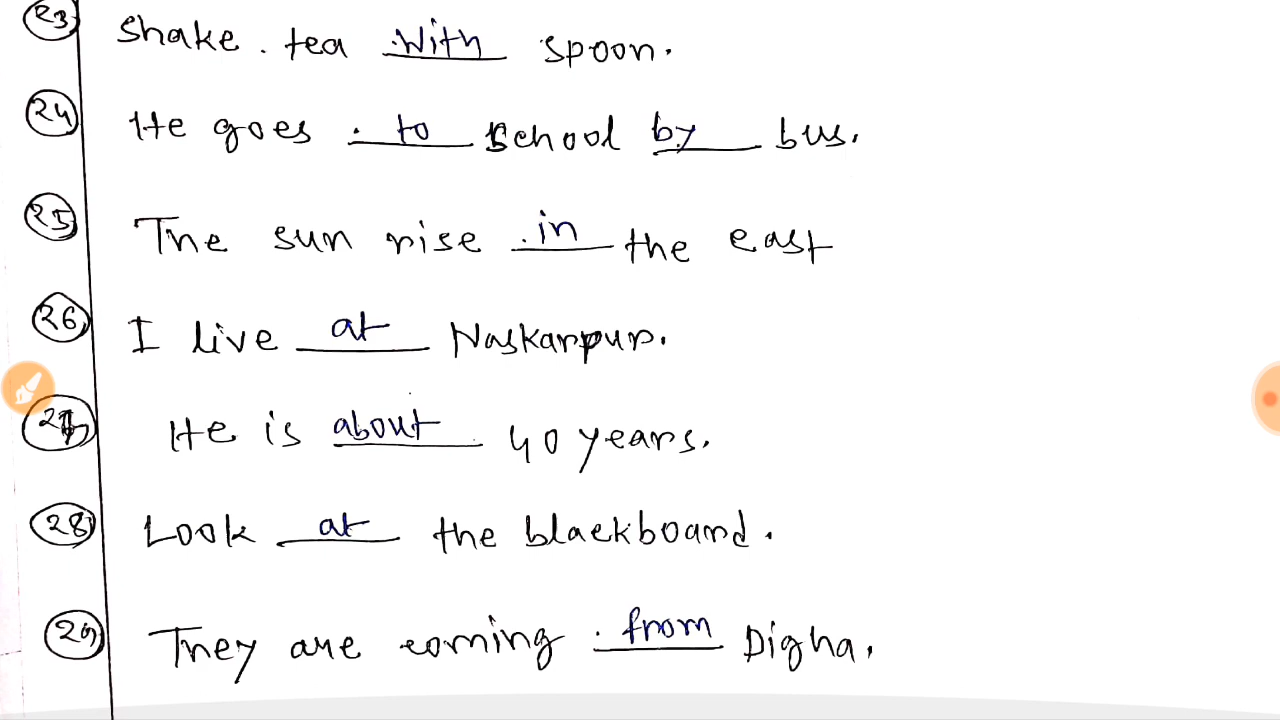 23 Shake. tea with spoon.
24 He goes to school by bus.
25 The sun rise in the east
26 I live at Naskarpur.
27 He is about 40 years.
28 Look at the blackboard.
29 They are coming from Digha.